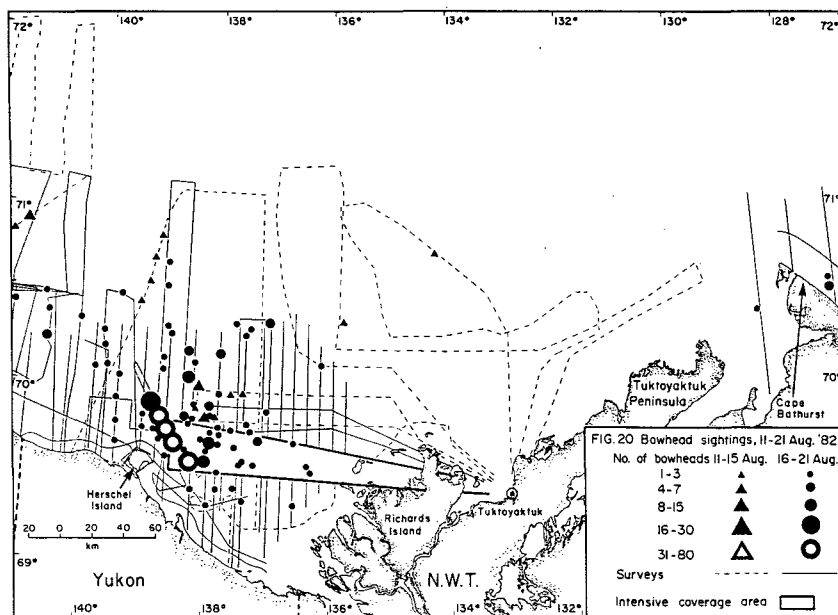 72° 140° 138° 136° 134° 132° 130° 128° 72°
71° 71°
70° 70°
Tuktoyaktuk
Peninsula
Cape
Bathurst
Herschel
Island
20 0 20 40 60
km
Richards
Island
Tuktoyaktuk
69°
Yukon
N.W.T.
140° 138° 136° 134° 132°
FIG. 20 Bowhead sightings, 11-21 Aug. '82
No. of bowheads 11-15 Aug. 16-21 Aug.
1-3
4-7
8-15
16-30
31-80
Surveys
Intensive coverage area